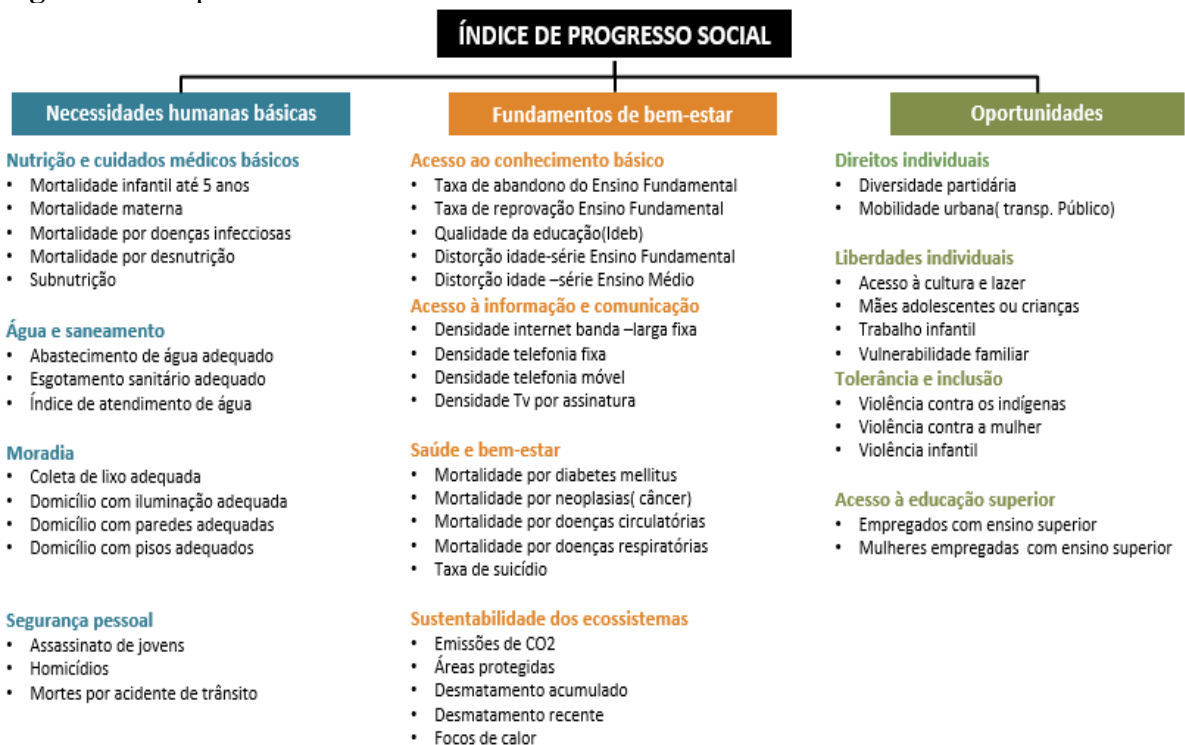 ÍNDICE DE PROGRESSO SOCIAL
Necessidades humanas básicas
Nutrição e cuidados médicos básicos
• Mortalidade infantil até 5 anos
• Mortalidade materna
• Mortalidade por doenças infecciosas
• Mortalidade por desnutrição
• Subnutrição
Água e saneamento
• Abastecimento de água adequado
• Esgotamento sanitário adequado
• Índice de atendimento de água
Moradia
• Coleta de lixo adequada
• Domicílio com iluminação adequada
• Domicílio com paredes adequadas
• Domicílio com pisos adequados
Segurança pessoal
• Assassinato de jovens
• Homicídios
• Mortes por acidente de trânsito
Fundamentos de bem-estar
Acesso ao conhecimento básico
• Taxa de abandono do Ensino Fundamental
• Taxa de reprovação Ensino Fundamental
• Qualidade da educação(Ideb)
• Distorção idade-série Ensino Fundamental
• Distorção idade –série Ensino Médio
Acesso à informação e comunicação
• Densidade internet banda –larga fixa
• Densidade telefonia fixa
• Densidade telefonia móvel
• Densidade Tv por assinatura
Saúde e bem-estar
• Mortalidade por diabetes mellitus
• Mortalidade por neoplasias( câncer)
• Mortalidade por doenças circulatórias
• Mortalidade por doenças respiratórias
• Taxa de suicídio
Sustentabilidade dos ecossistemas
• Emissões de CO2
• Áreas protegidas
• Desmatamento acumulado
• Desmatamento recente
• Focos de calor
Oportunidades
Direitos individuais
• Diversidade partidária
• Mobilidade urbana( transp. Público)
Liberdades individuais
• Acesso à cultura e lazer
• Mães adolescentes ou crianças
• Trabalho infantil
• Vulnerabilidade familiar
Tolerância e inclusão
• Violência contra os indígenas
• Violência contra a mulher
• Violência infantil
Acesso à educação superior
• Empregados com ensino superior
• Mulheres empregadas com ensino superior